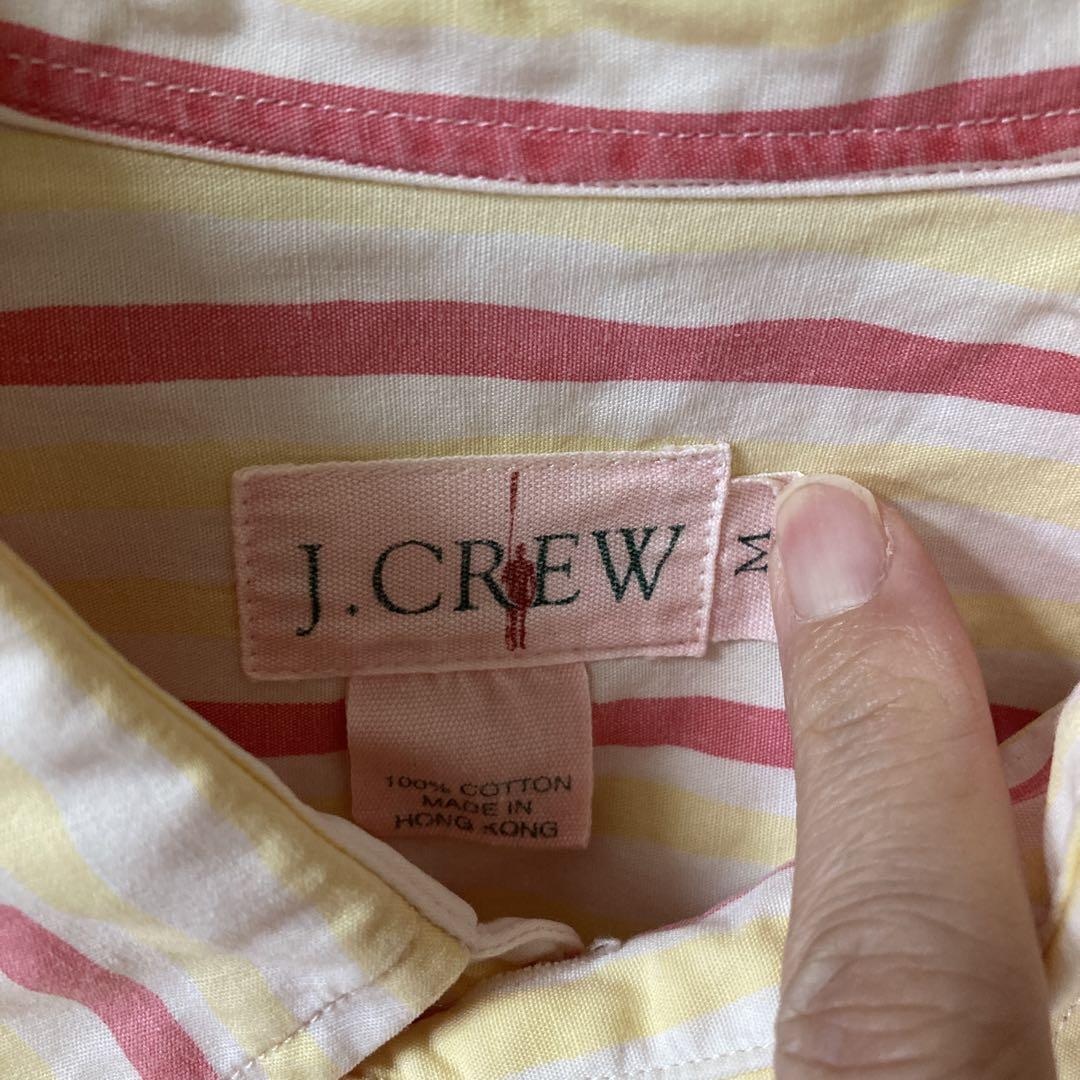 J.CREW
M
100% COTTON
MADE IN
HONG KONG